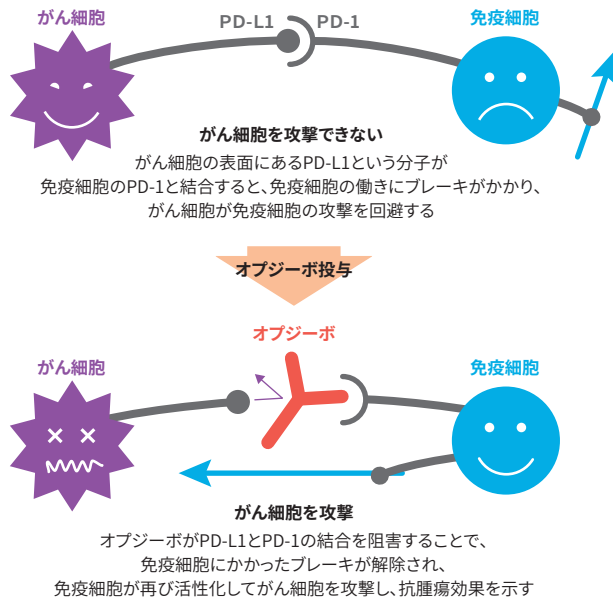 がん細胞
PD-L1
PD-1
免疫細胞
がん細胞を攻撃できない
がん細胞の表面にあるPD-L1という分子が
免疫細胞のPD-1と結合すると、免疫細胞の働きにブレーキがかかり、
がん細胞が免疫細胞の攻撃を回避する
オプジーボ投与
オプジーボ
がん細胞
免疫細胞
がん細胞を攻撃
オプジーボがPD-L1とPD-1の結合を阻害することで、
免疫細胞にかかったブレーキが解除され、
免疫細胞が再び活性化してがん細胞を攻撃し、抗腫瘍効果を示す